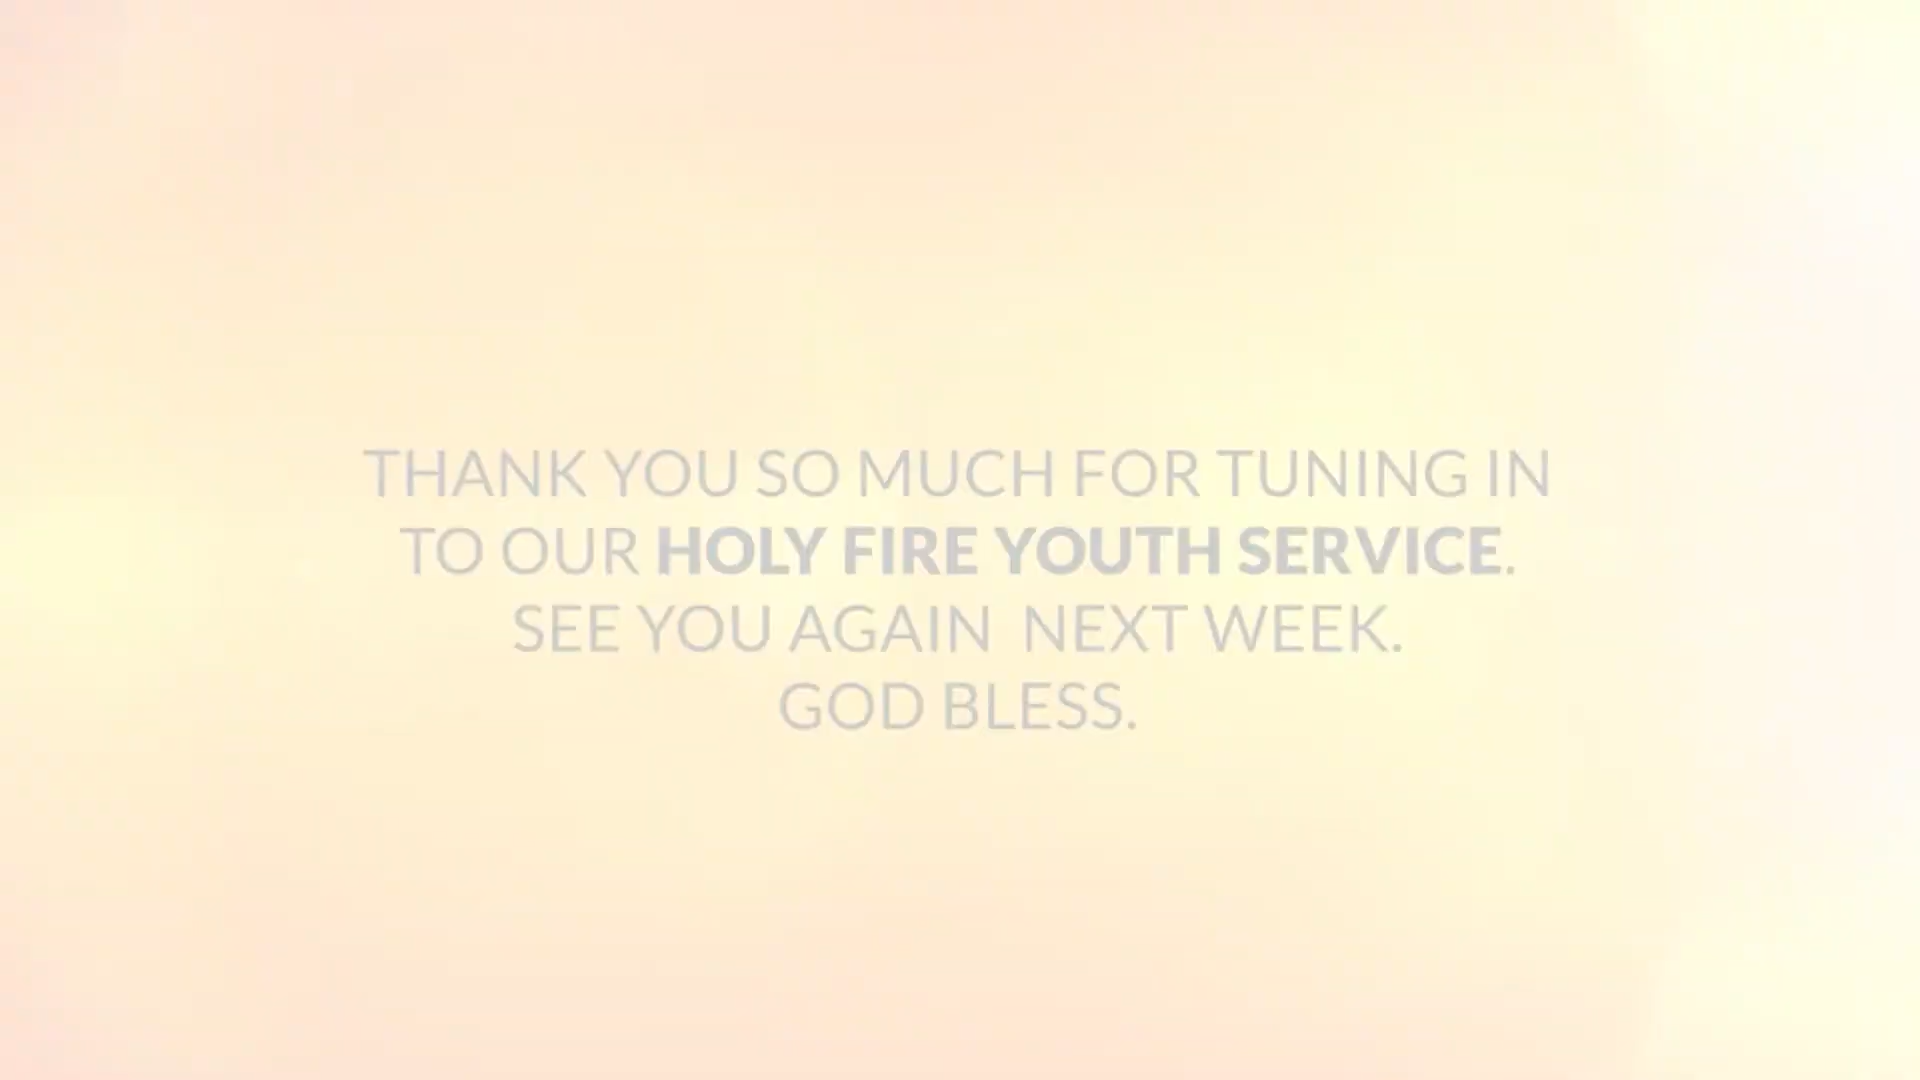 THANK YOU SO MUCH FOR TUNING IN
TO OUR HOLY FIRE YOUTH SERVICE.
SEE YOU AGAIN  NEXT WEEK.
GOD BLESS.